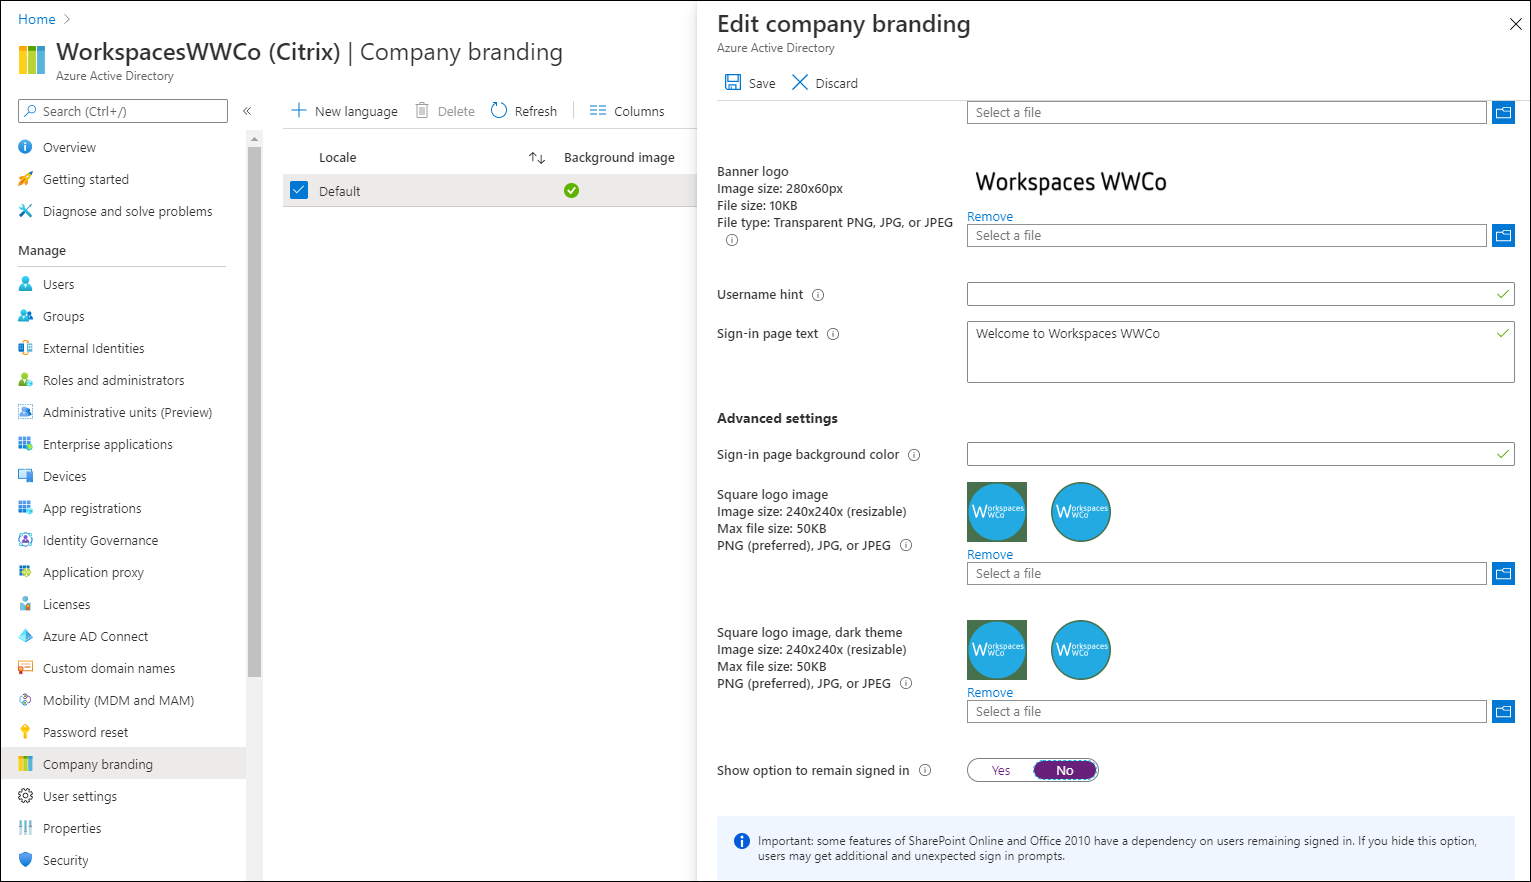 Home
WorkspacesWWCo (Citrix) | Company branding
Azure Active Directory
Search (Ctrl+/)
Overview
Getting started
Diagnose and solve problems
Manage
Users
Groups
External Identities
Roles and administrators
Administrative units (Preview)
Enterprise applications
Devices
App registrations
Identity Governance
Application proxy
Licenses
Azure AD Connect
Custom domain names
Mobility (MDM and MAM)
Password reset
Company branding
User settings
Properties
Security
New language
Delete
Refresh
Columns
Locale
Background image
Default
Edit company branding
Azure Active Directory
Save
Discard
Select a file
Banner logo
Image size: 280x60px
File size: 10KB
File type: Transparent PNG, JPG, or JPEG
Workspaces WWCo
Remove
Select a file
Username hint
Sign-in page text
Welcome to Workspaces WWCo
Advanced settings
Sign-in page background color
Square logo image
Image size: 240x240x (resizable)
Max file size: 50KB
PNG (preferred), JPG, or JPEG
Workspaces
WWCo
Workspaces
WWCo
Remove
Select a file
Square logo image, dark theme
Image size: 240x240x (resizable)
Max file size: 50KB
PNG (preferred), JPG, or JPEG
Workspaces
WWCo
Workspaces
WWCo
Remove
Select a file
Show option to remain signed in
Yes
No
Important: some features of SharePoint Online and Office 2010 have a dependency on users remaining signed in. If you hide this option,
users may get additional and unexpected sign in prompts.